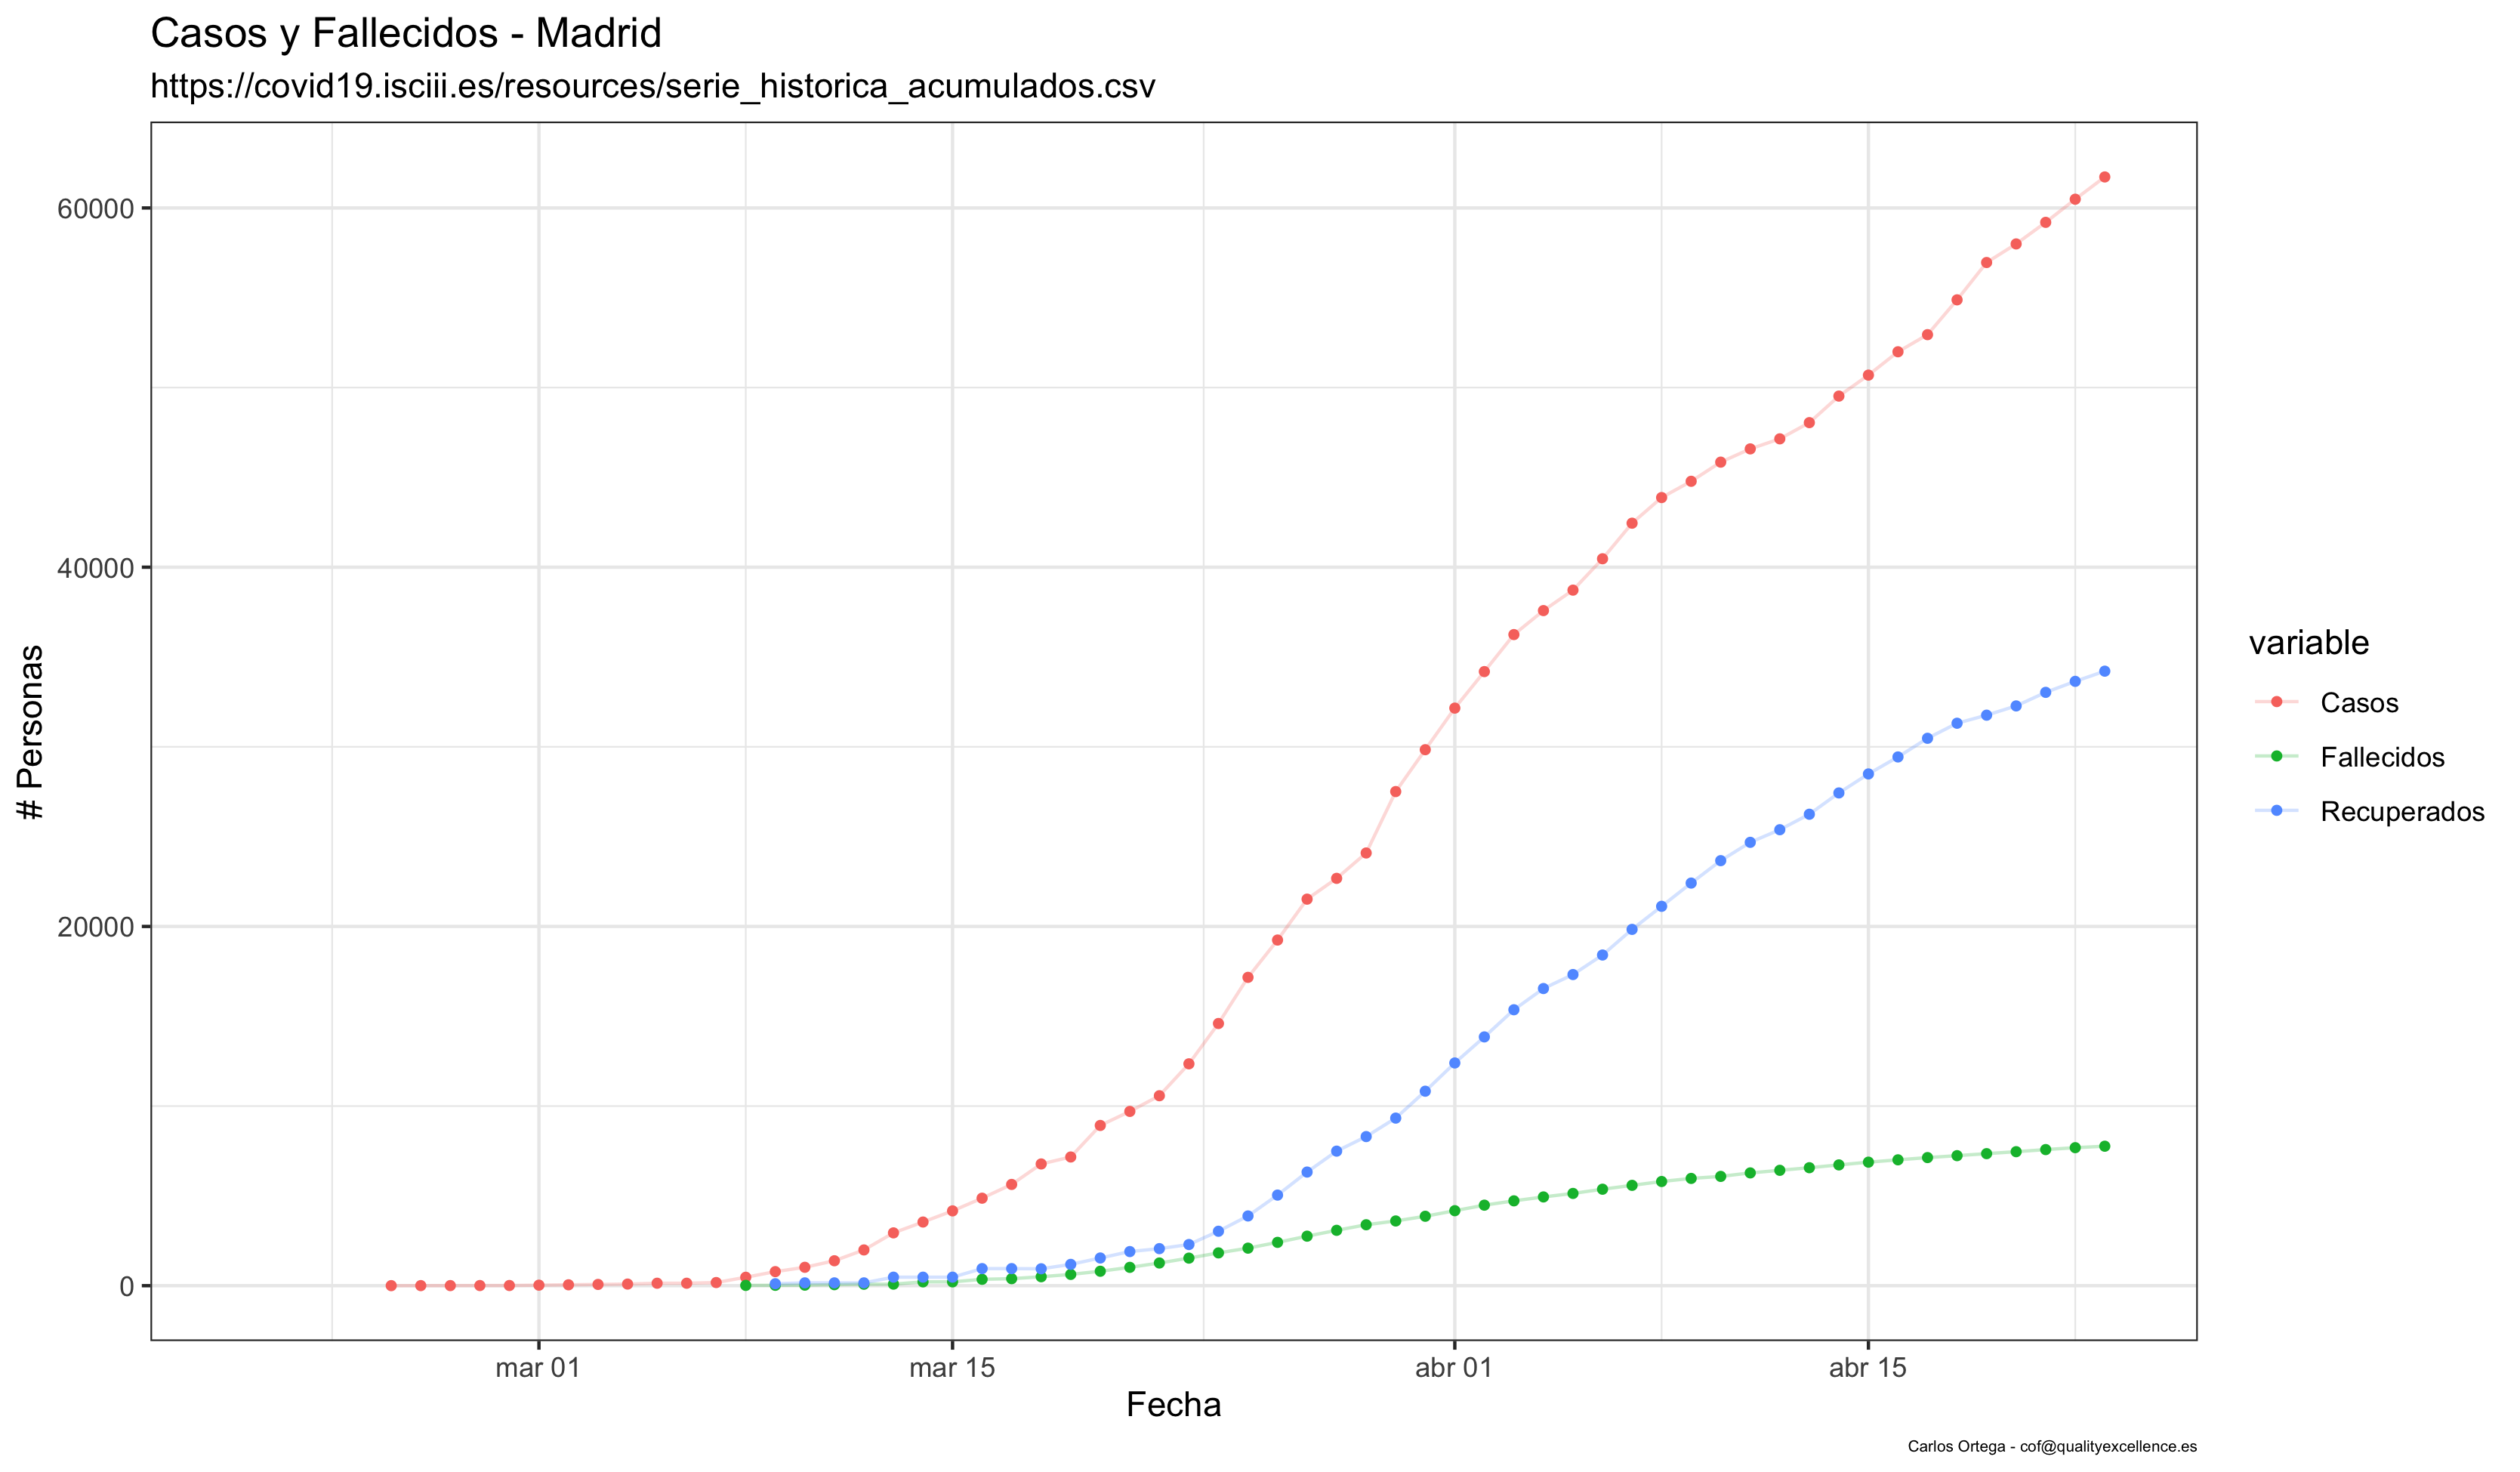 Casos y Fallecidos - Madrid
https://covid19.isciii.es/resources/serie_historica_acumulados.csv
# Personas
60000
40000
20000
0
mar 01
mar 15
abr 01
abr 15
Fecha
variable
Casos
Fallecidos
Recuperados
Carlos Ortega - cof@qualityexcellence.es